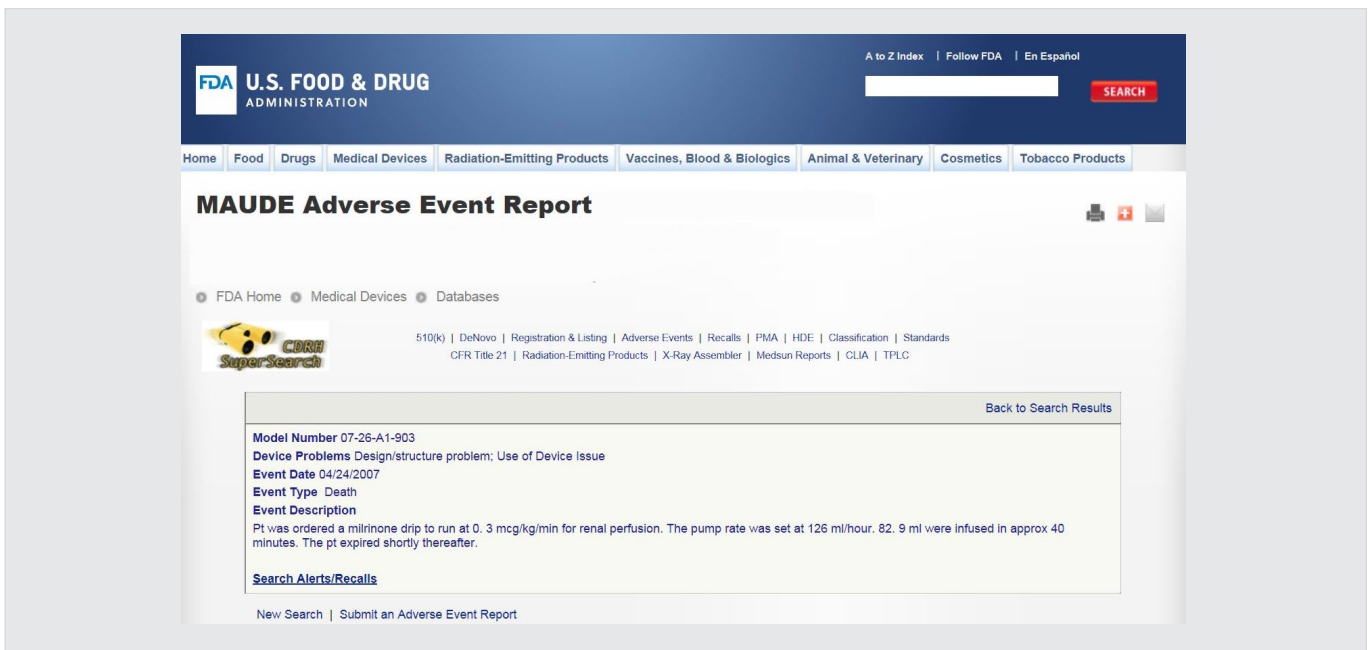 A to Z Index | Follow FDA | En Español
FDA U.S. FOOD & DRUG
ADMINISTRATION
SEARCH
Home Food Drugs Medical Devices Radiation-Emitting Products Vaccines, Blood & Biologics Animal & Veterinary Cosmetics Tobacco Products
MAUDE Adverse Event Report
FDA Home Medical Devices Databases
CDRH
SuperSearch
510(k) | DeNovo | Registration & Listing | Adverse Events | Recalls | PMA | HDE | Classification | Standards
CFR Title 21 | Radiation-Emitting Products | X-Ray Assembler | Medsun Reports | CLIA | TPLC
Back to Search Results
Model Number 07-26-A1-903
Device Problems Design/structure problem; Use of Device Issue
Event Date 04/24/2007
Event Type Death
Event Description
Pt was ordered a milrinone drip to run at 0. 3 mcg/kg/min for renal perfusion. The pump rate was set at 126 ml/hour. 82. 9 ml were infused in approx 40
minutes. The pt expired shortly thereafter.
Search Alerts/Recalls
New Search | Submit an Adverse Event Report